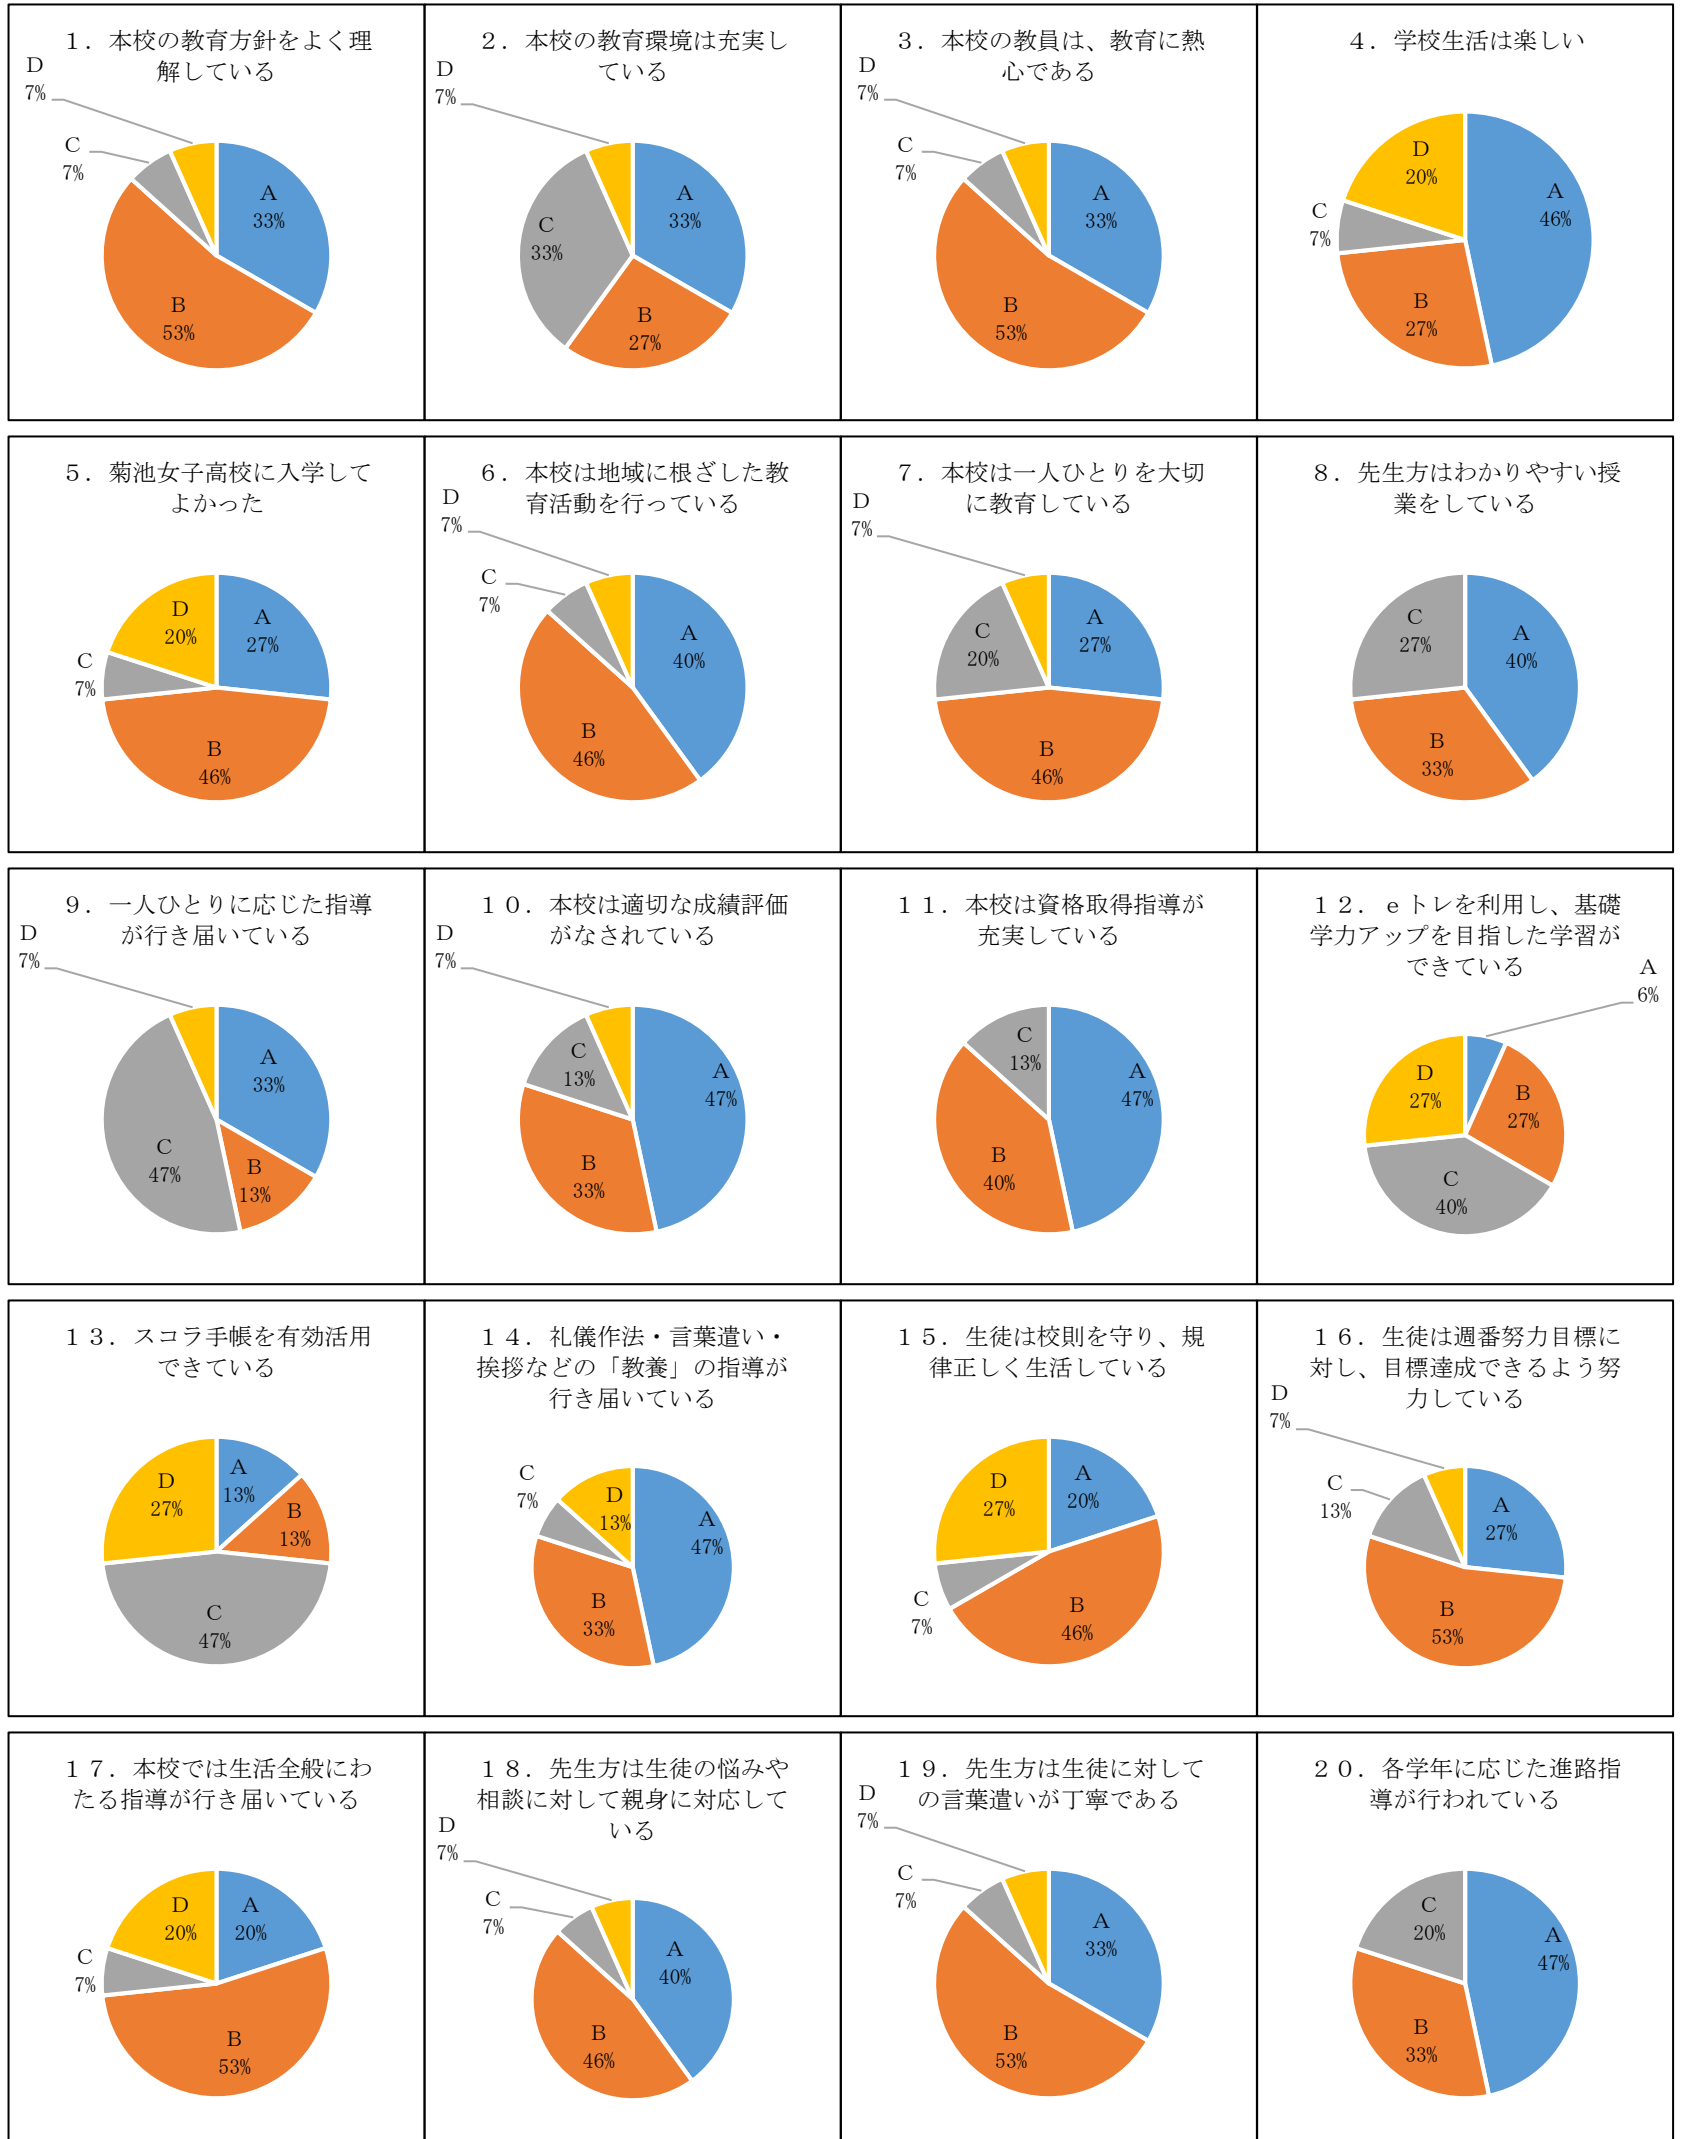 １．本校の教育方針をよく理
解している
D
7%
C
7%
A
33%
B
53%
２．本校の教育環境は充実し
ている
D
7%
C
33%
A
33%
B
27%
３．本校の教員は、教育に熱
心である
D
7%
C
7%
A
33%
B
53%
４．学校生活は楽しい
D
20%
A
46%
C
7%
B
27%
５．菊池女子高校に入学して
よかった
D
20%
A
27%
C
7%
B
46%
６．本校は地域に根ざした教
育活動を行っている
D
7%
C
7%
A
40%
B
46%
７．本校は一人ひとりを大切
に教育している
D
7%
C
20%
A
27%
B
46%
８．先生方はわかりやすい授
業をしている
C
27%
A
40%
B
33%
９．一人ひとりに応じた指導
が行き届いている
D
7%
A
33%
C
47%
B
13%
１０．本校は適切な成績評価
がなされている
D
7%
C
13%
A
47%
B
33%
１１．本校は資格取得指導が
充実している
C
13%
A
47%
B
40%
１２．ｅトレを利用し、基礎
学力アップを目指した学習が
できている
A
6%
D
27%
B
27%
C
40%
１３．スコラ手帳を有効活用
できている
D
27%
A
13%
B
13%
C
47%
１４．礼儀作法・言葉遣い・
挨拶などの「教養」の指導が
行き届いている
C
7%
D
13%
A
47%
B
33%
１５．生徒は校則を守り、規
律正しく生活している
D
27%
A
20%
C
7%
B
46%
１６．生徒は週番努力目標に
対し、目標達成できるよう努
力している
D
7%
C
13%
A
27%
B
53%
１７．本校では生活全般にわ
たる指導が行き届いている
D
20%
A
20%
C
7%
B
53%
１８．先生方は生徒の悩みや
相談に対して親身に対応して
いる
D
7%
C
7%
A
40%
B
46%
１９．先生方は生徒に対して
の言葉遣いが丁寧である
D
7%
C
7%
A
33%
B
53%
２０．各学年に応じた進路指
導が行われている
C
20%
A
47%
B
33%